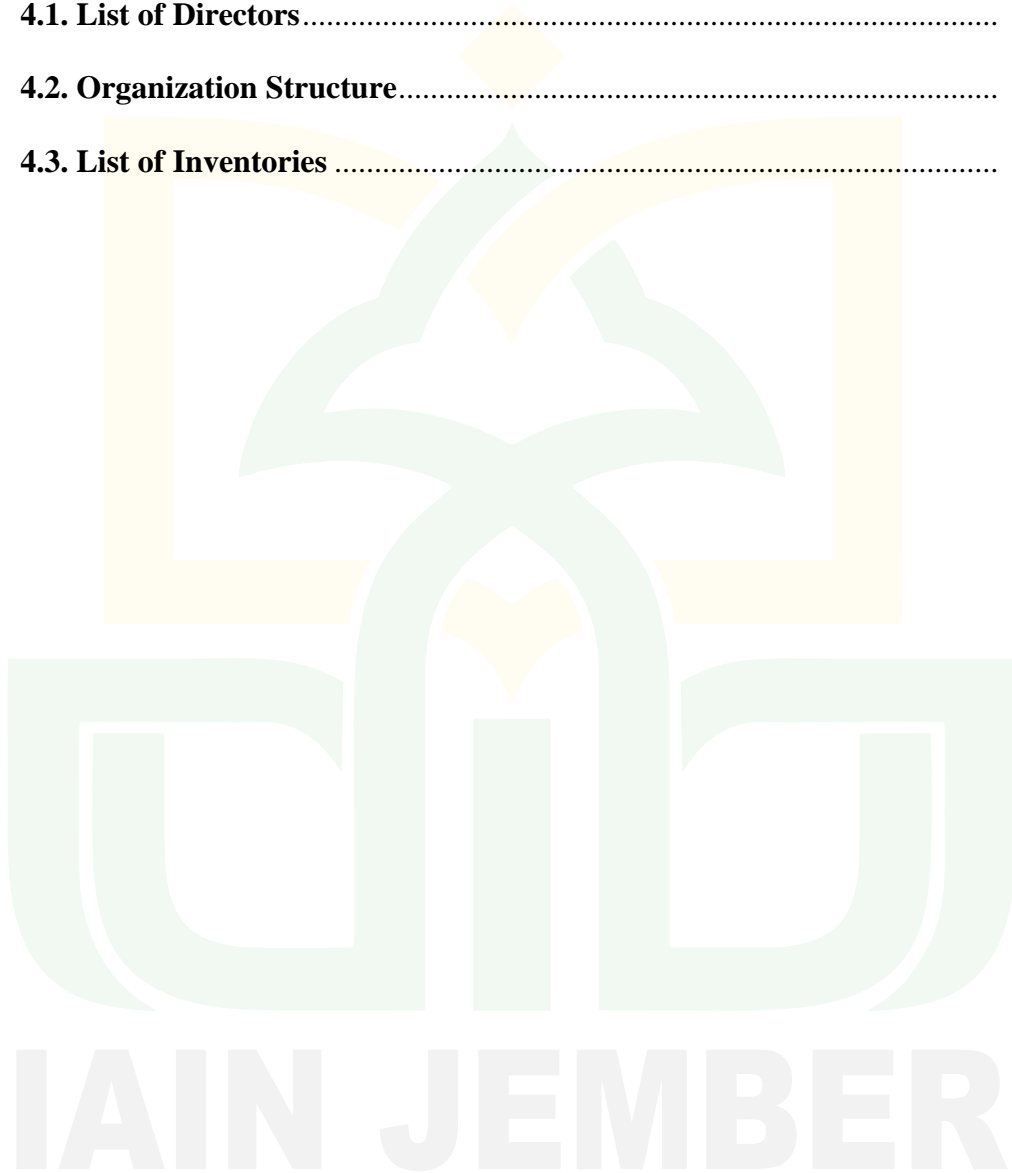 4.1. List of Directors......................................................................................
4.2. Organization Structure..........................................................................
4.3. List of Inventories ..................................................................................
IAIN JEMBER